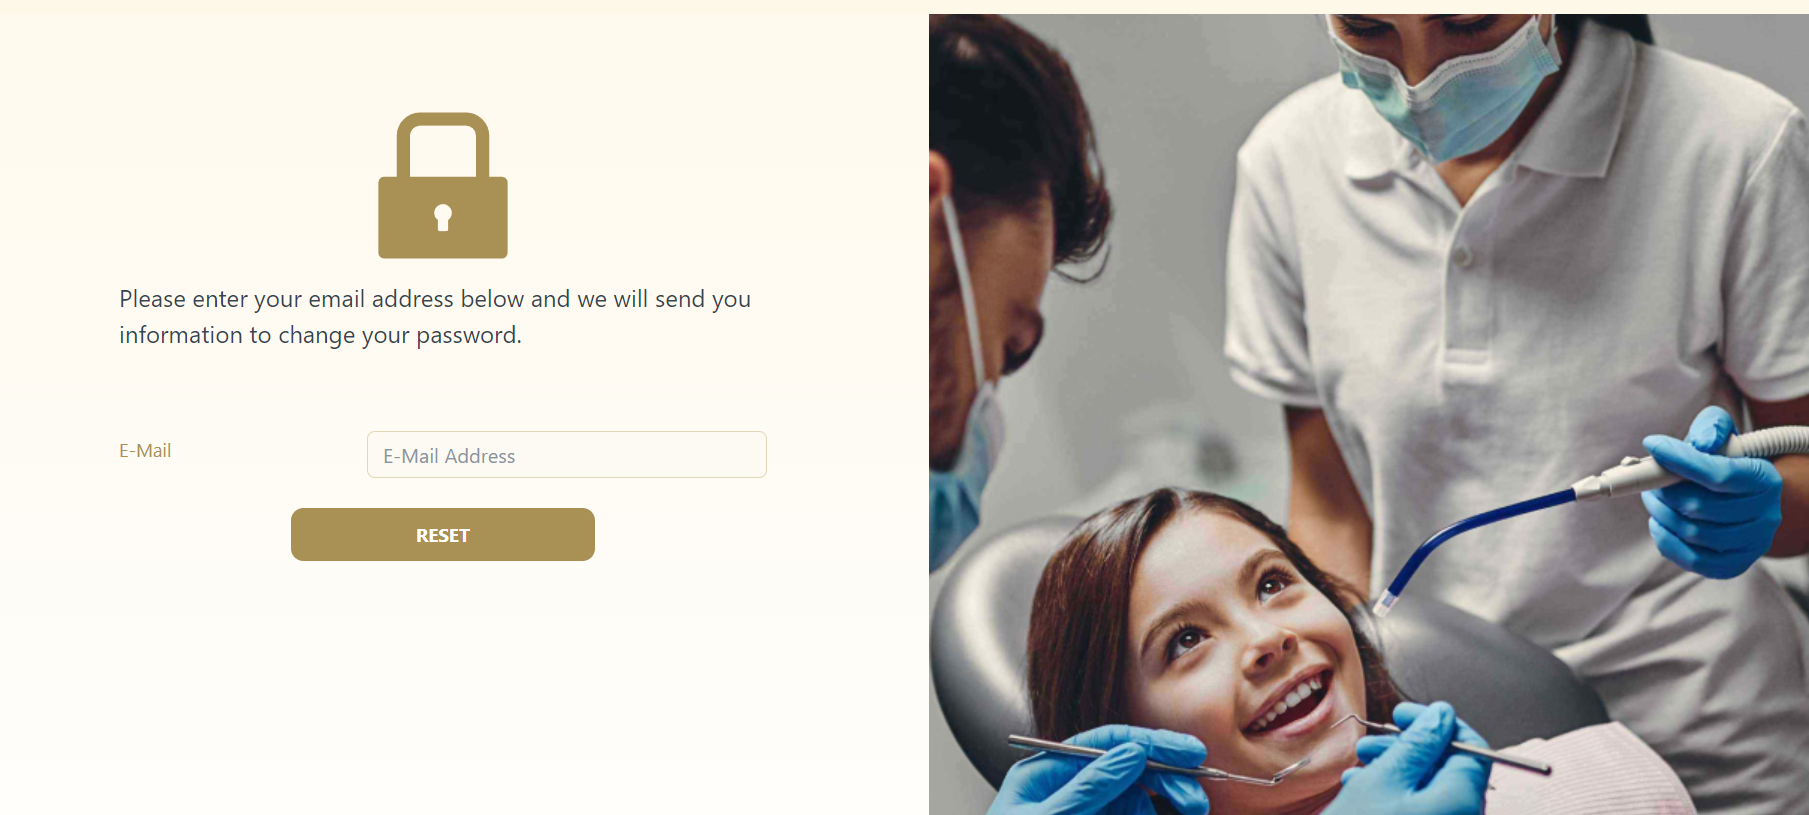 Please enter your email address below and we will send you
information to change your password.
E-Mail
E-Mail Address
RESET